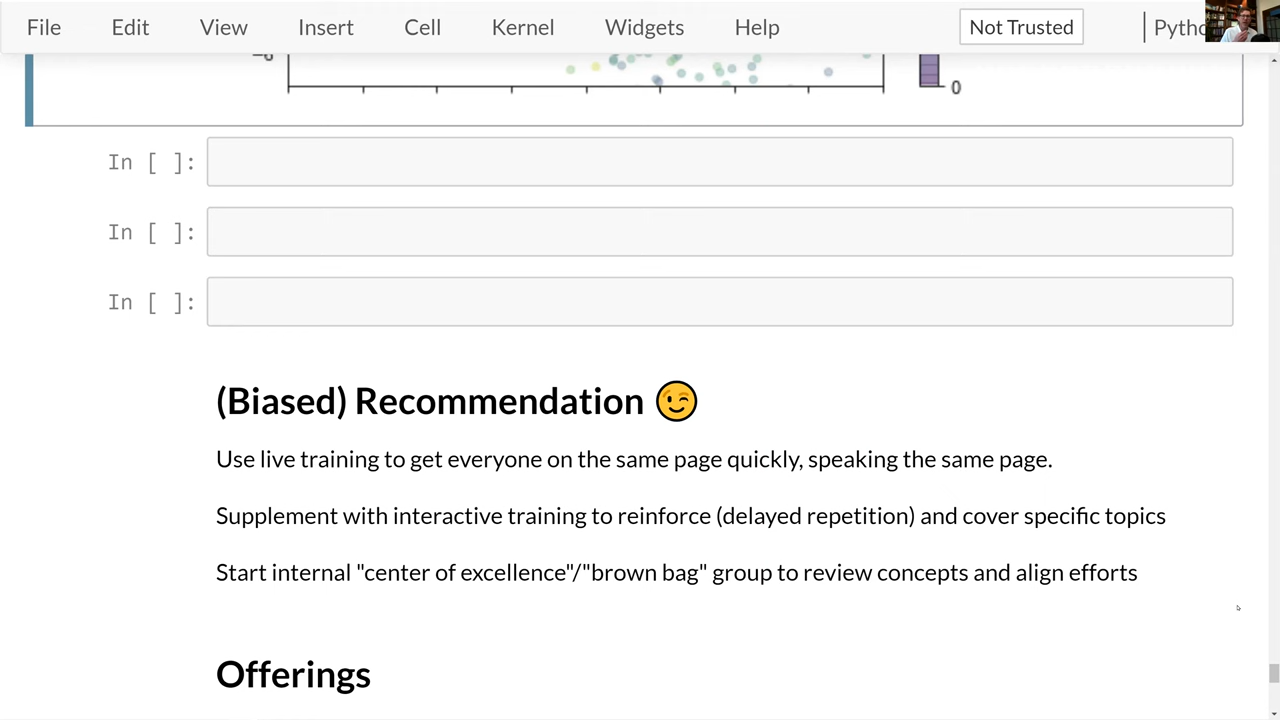 File Edit View Insert Cell Kernel Widgets Help Not Trusted
0
In [ ]:
In [ ]:
In [ ]:
(Biased) Recommendation 😉
Use live training to get everyone on the same page quickly, speaking the same page.
Supplement with interactive training to reinforce (delayed repetition) and cover specific topics
Start internal "center of excellence"/"brown bag" group to review concepts and align efforts
Offerings